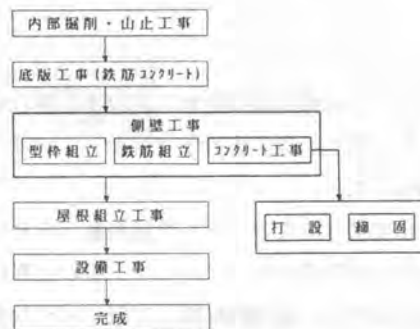 内部掘削・山止工事
底版工事(鉄筋コンクリート)
側壁工事
型枠組立 鉄筋組立 コンクリート工事
屋根組立工事
打設 締固
設備工事
完成